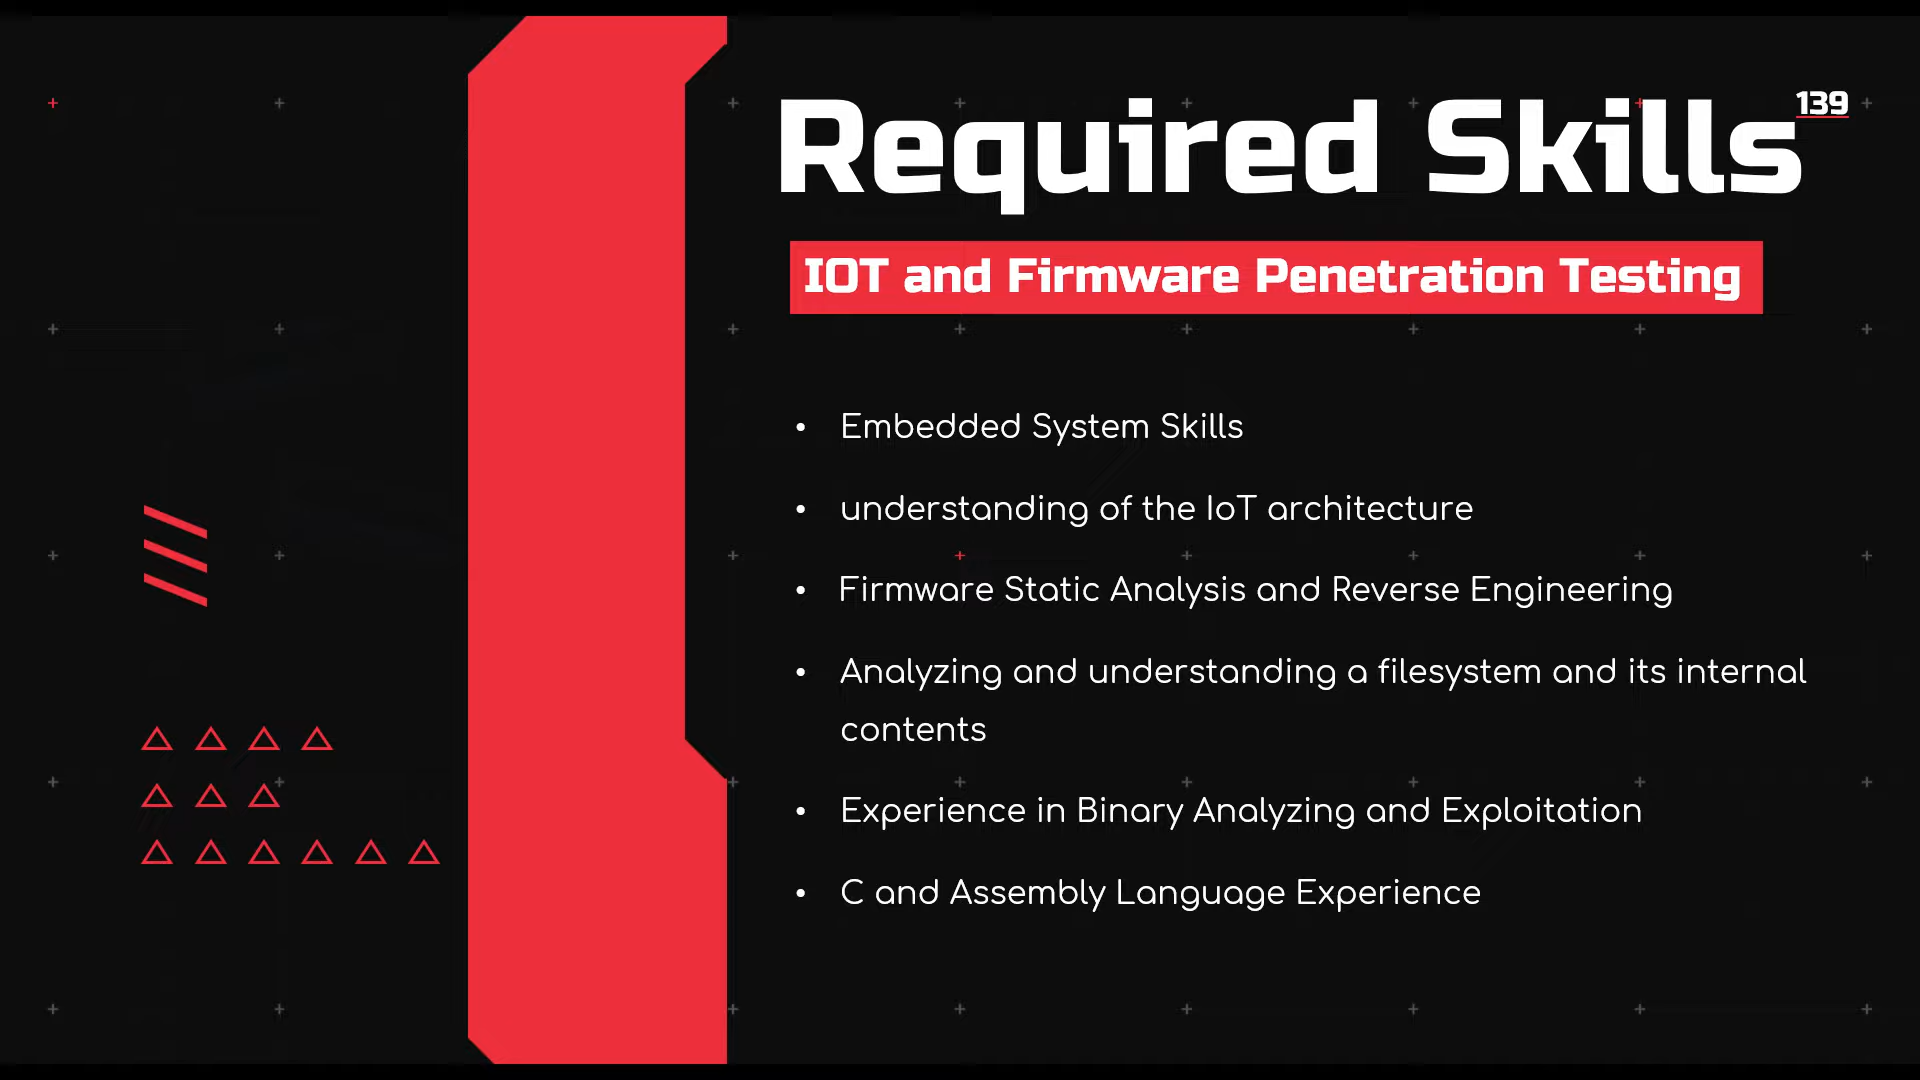 139
Required Skills
IOT and Firmware Penetration Testing
• Embedded System Skills
• understanding of the IoT architecture
• Firmware Static Analysis and Reverse Engineering
• Analyzing and understanding a filesystem and its internal
contents
• Experience in Binary Analyzing and Exploitation
• C and Assembly Language Experience